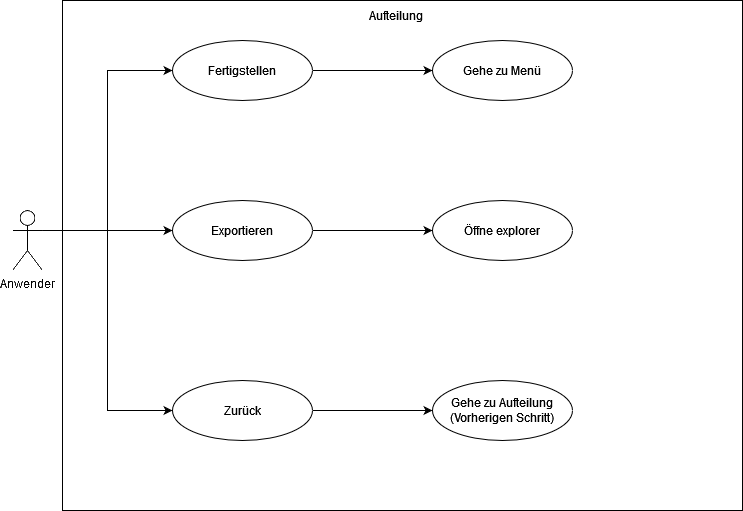 Aufteilung
Fertigstellen
Gehe zu Menü
Exportieren
Öffne explorer
Anwender
Zurück
Gehe zu Aufteilung
(Vorherigen Schritt)